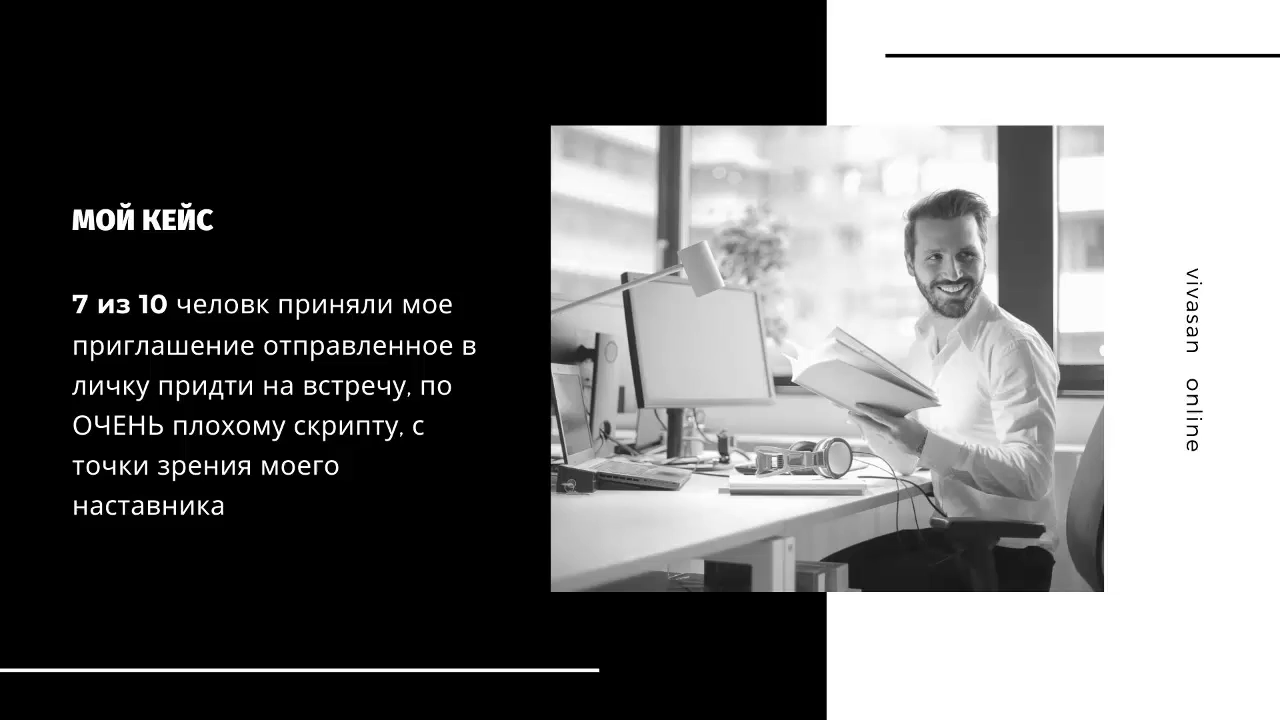 МОЙ КЕЙС
7 из 10 человк приняли мое
приглашение отправленное в
личку придти на встречу, по
ОЧЕНЬ плохому скрипту, с
точки зрения моего
наставника
vivasan online